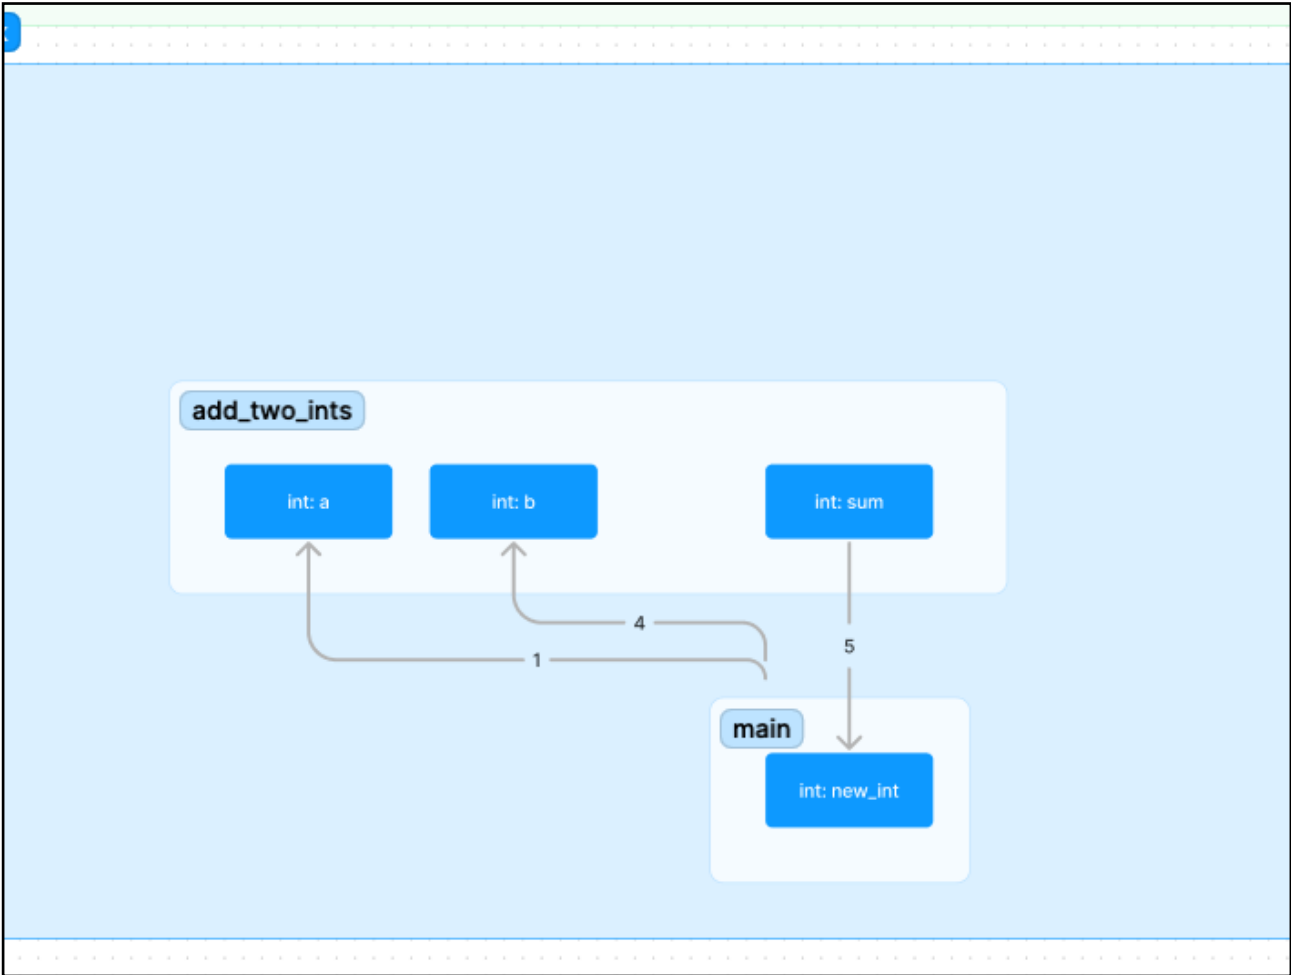 add_two_ints
int: a
int: b
int: sum
4
5
1
main
int: new_int